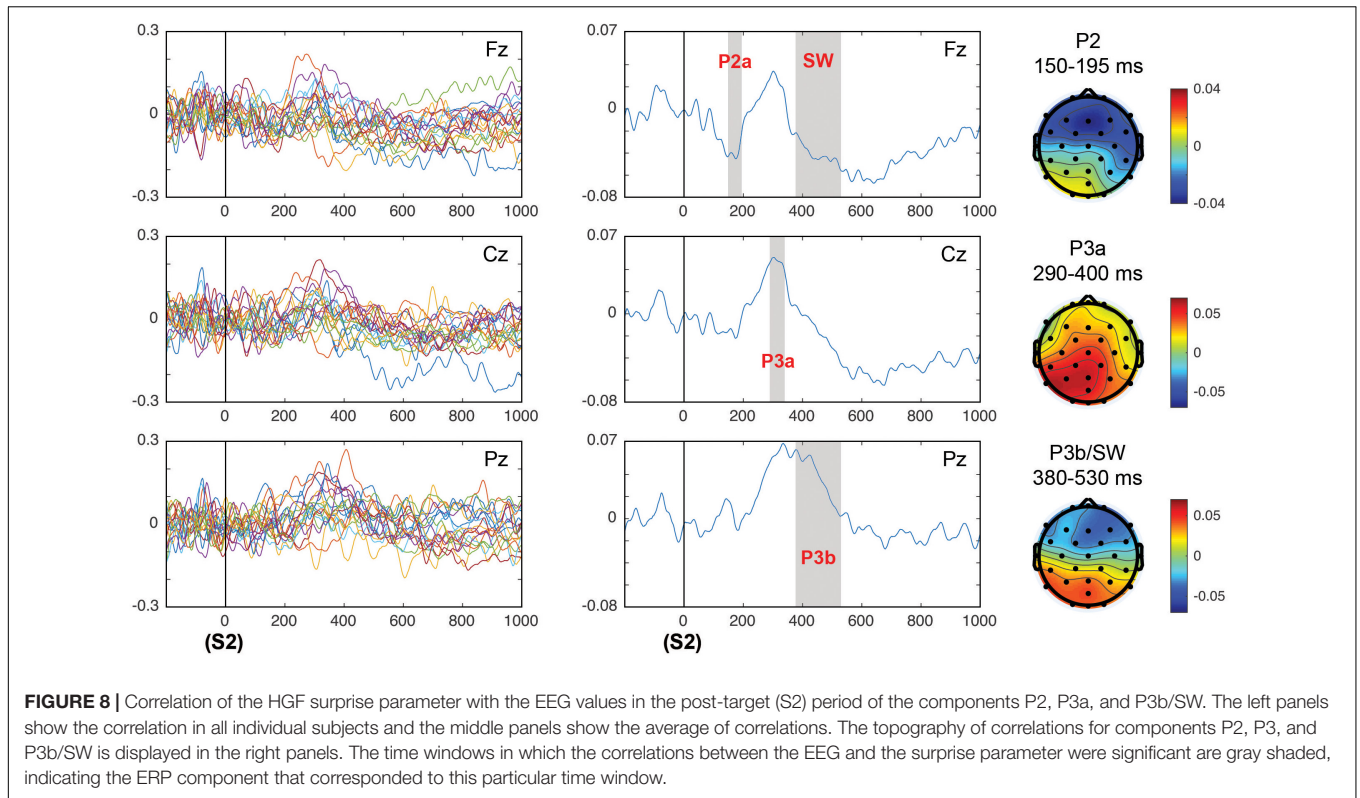 0.3
Fz
0
-0.3
0 200 400 600 800 1000
0.07
Fz
P2a SW
0
-0.08
0 200 400 600 800 1000
P2
150-195 ms
0.04
0
-0.04
0.3
Cz
0
-0.3
0 200 400 600 800 1000
0.07
Cz
0
P3a
-0.08
0 200 400 600 800 1000
P3a
290-400 ms
0.05
0
-0.05
0.3
Pz
0
-0.3
0 200 400 600 800 1000
(S2)
0.07
Pz
0
P3b
-0.08
0 200 400 600 800 1000
(S2)
P3b/SW
380-530 ms
0.05
0
-0.05
FIGURE 8 | Correlation of the HGF surprise parameter with the EEG values in the post-target (S2) period of the components P2, P3a, and P3b/SW. The left panels
show the correlation in all individual subjects and the middle panels show the average of correlations. The topography of correlations for components P2, P3, and
P3b/SW is displayed in the right panels. The time windows in which the correlations between the EEG and the surprise parameter were significant are gray shaded,
indicating the ERP component that corresponded to this particular time window.